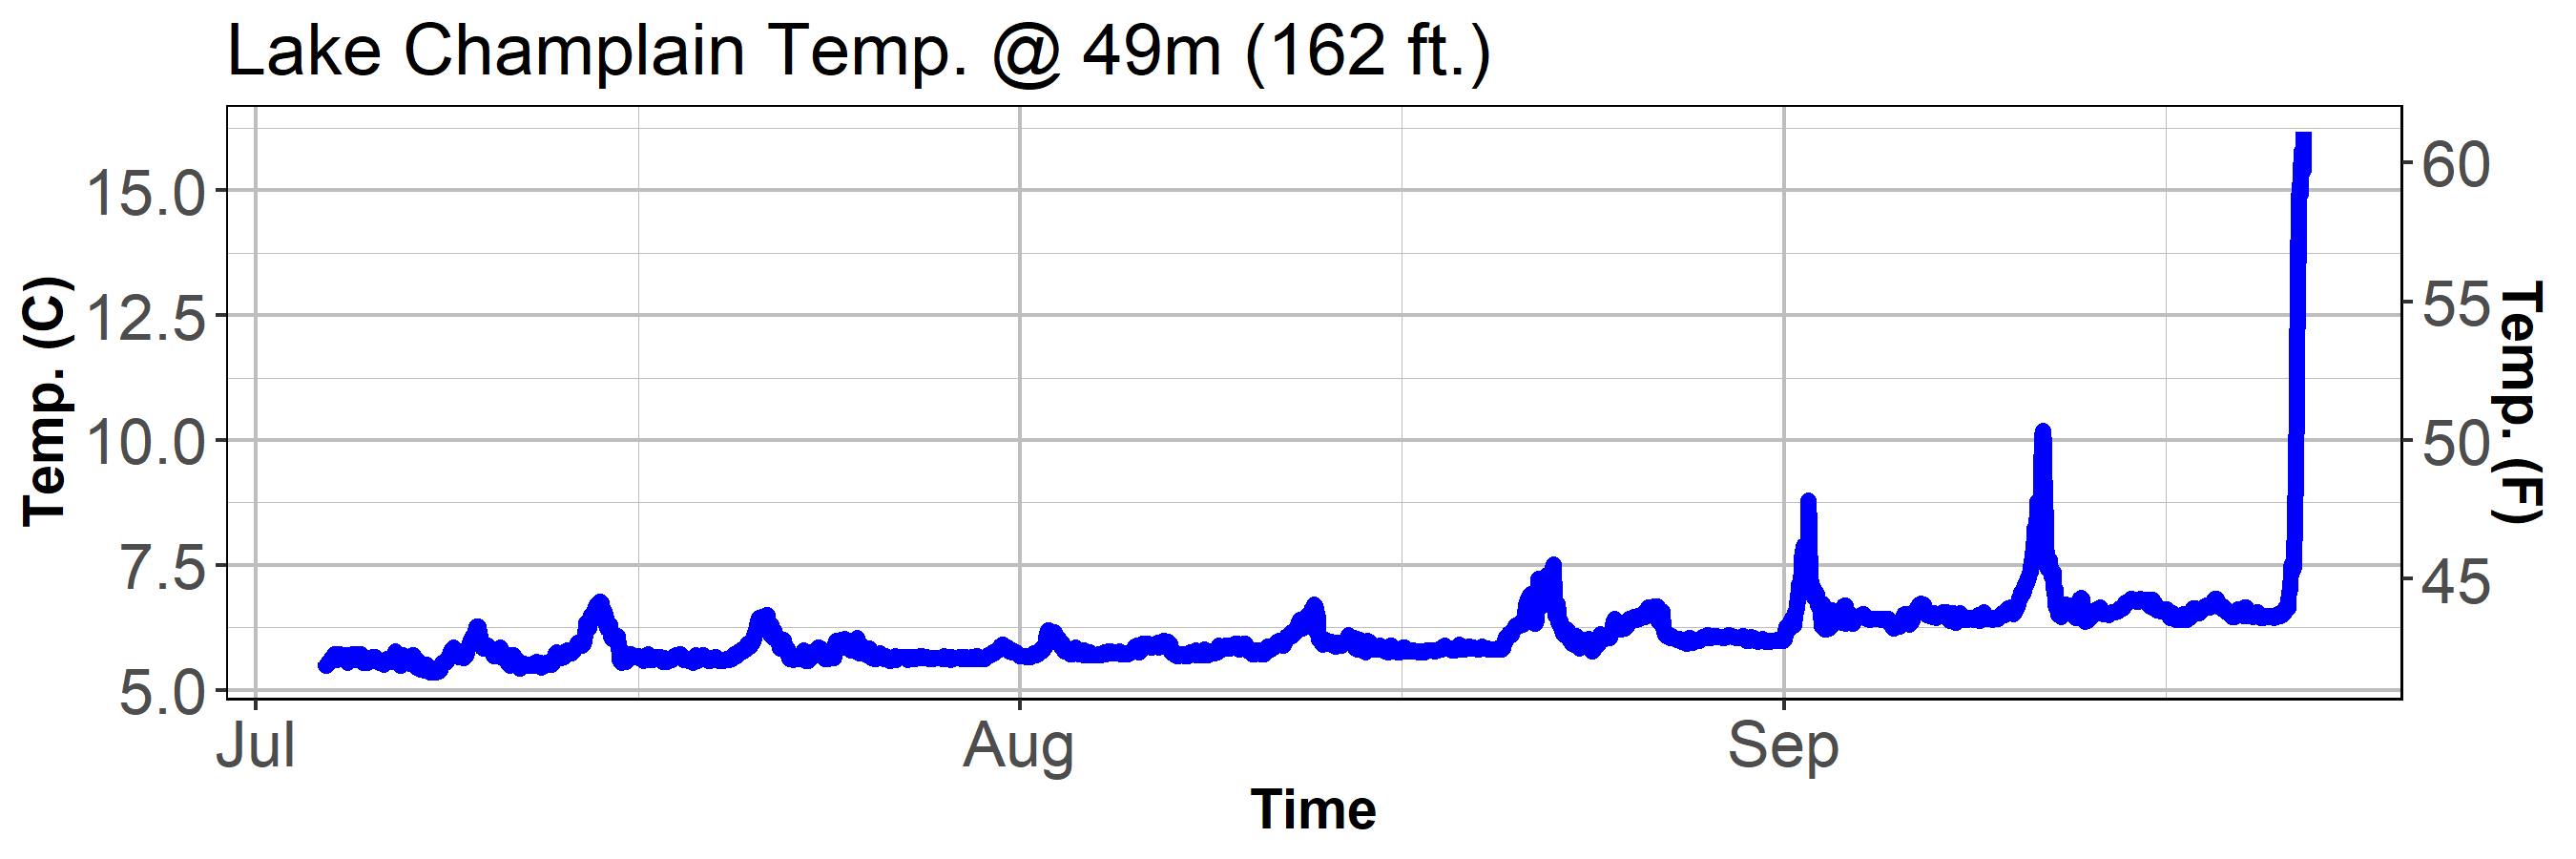 Lake Champlain Temp. @ 49m (162 ft.)
Temp. (C)
15.0
12.5
10.0
7.5
5.0
60
55
50
45
Temp. (F)
Jul
Aug
Sep
Time